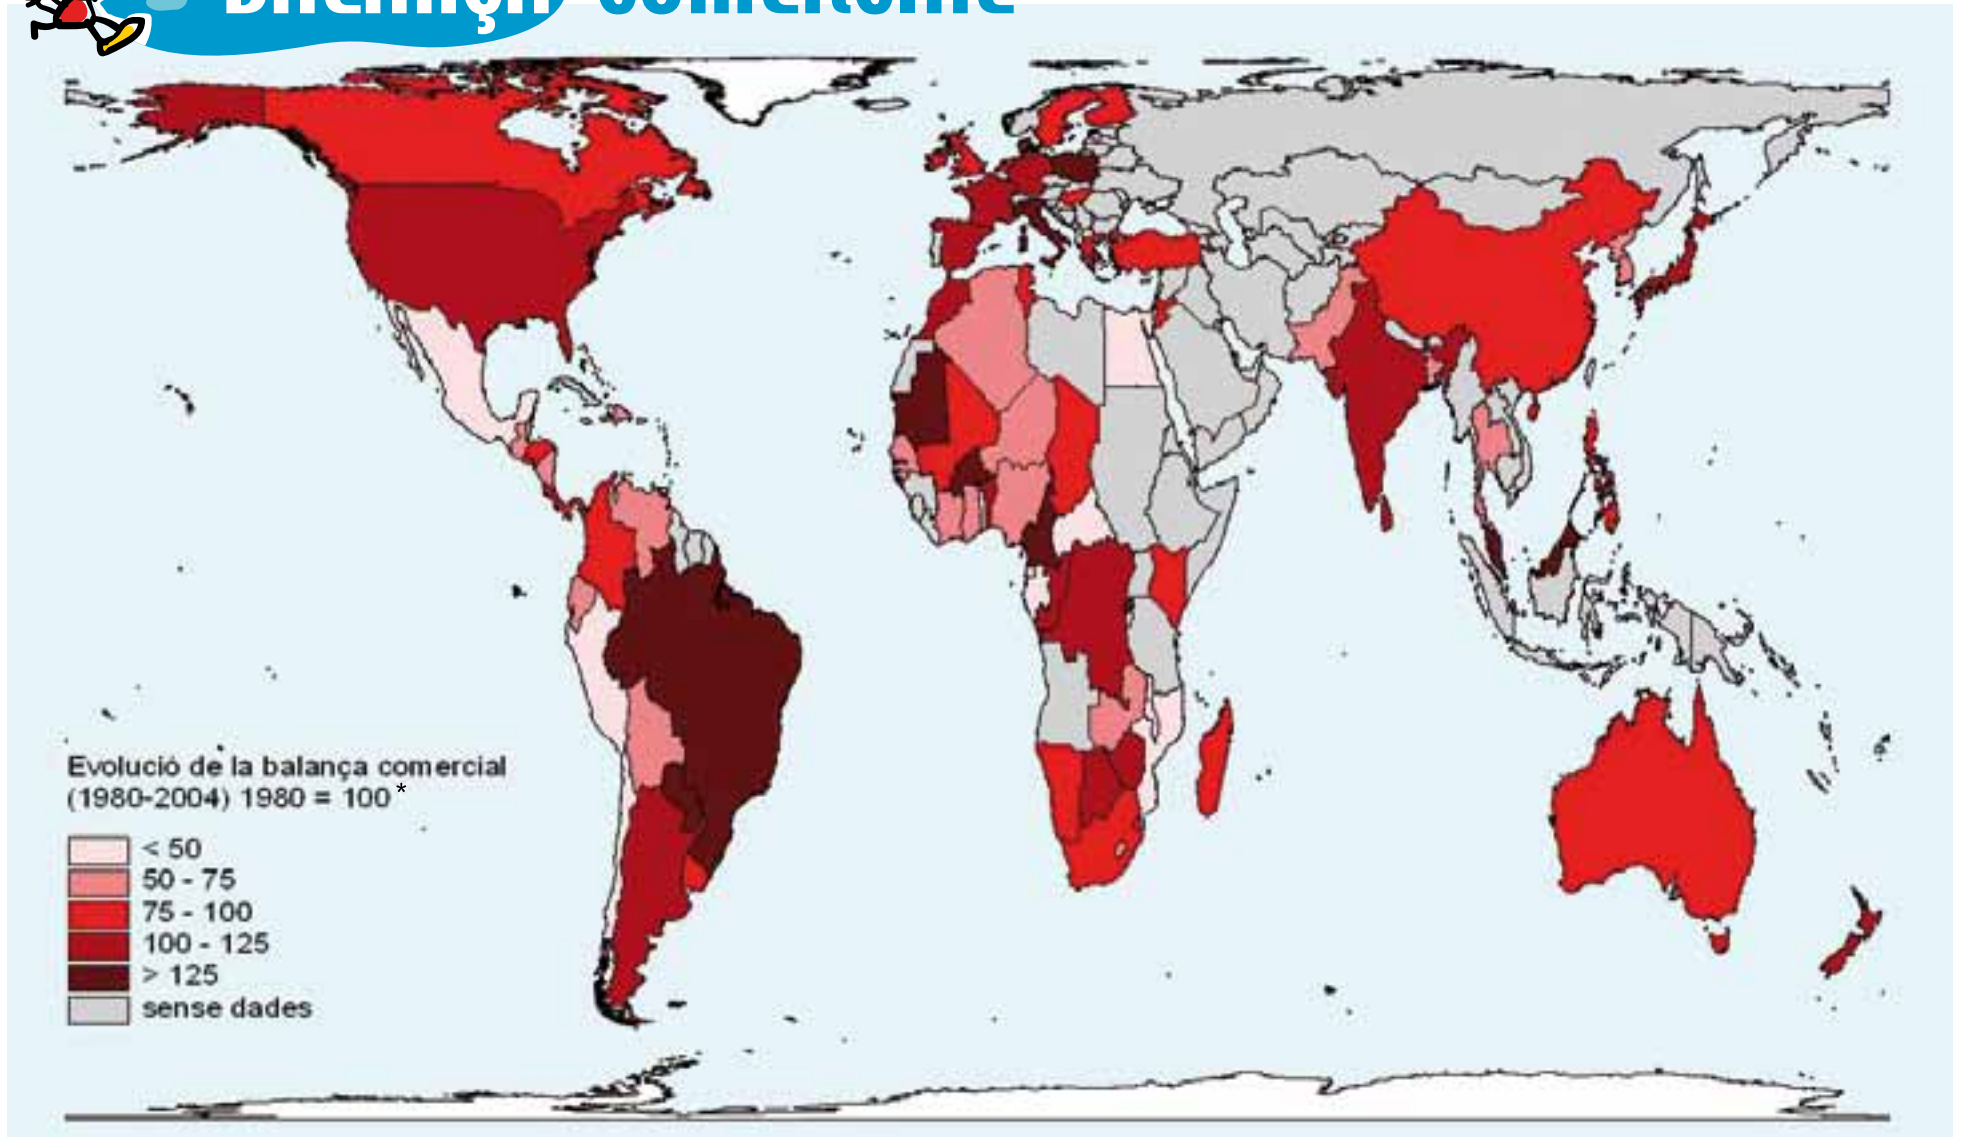 Evolució de la balança comercial
(1980-2004) 1980 = 100 *
< 50
50 - 75
75 - 100
100 - 125
> 125
sense dades